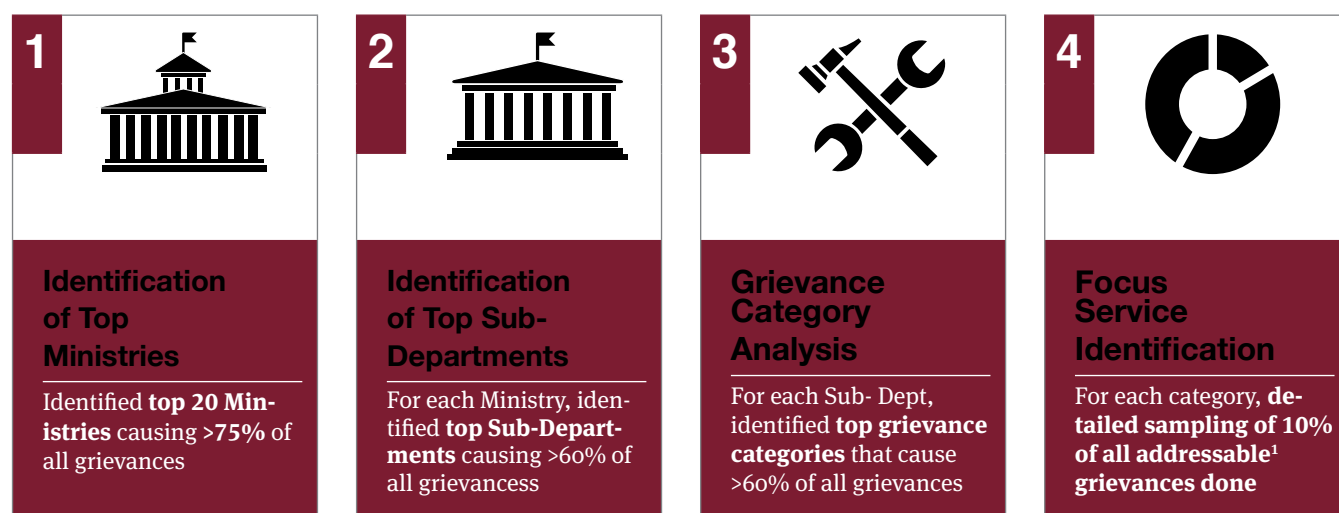 1
Identification
of Top
Ministries
Identified top 20 Min-
istries causing >75% of
all grievances
2
Identification
of Top Sub-
Departments
For each Ministry, iden-
tified top Sub-Depart-
ments causing >60% of
all grievancess
3
Grievance
Category
Analysis
For each Sub- Dept,
identified top grievance
categories that cause
>60% of all grievances
4
Focus
Service
Identification
For each category, de-
tailed sampling of 10%
of all addressable¹
grievances done